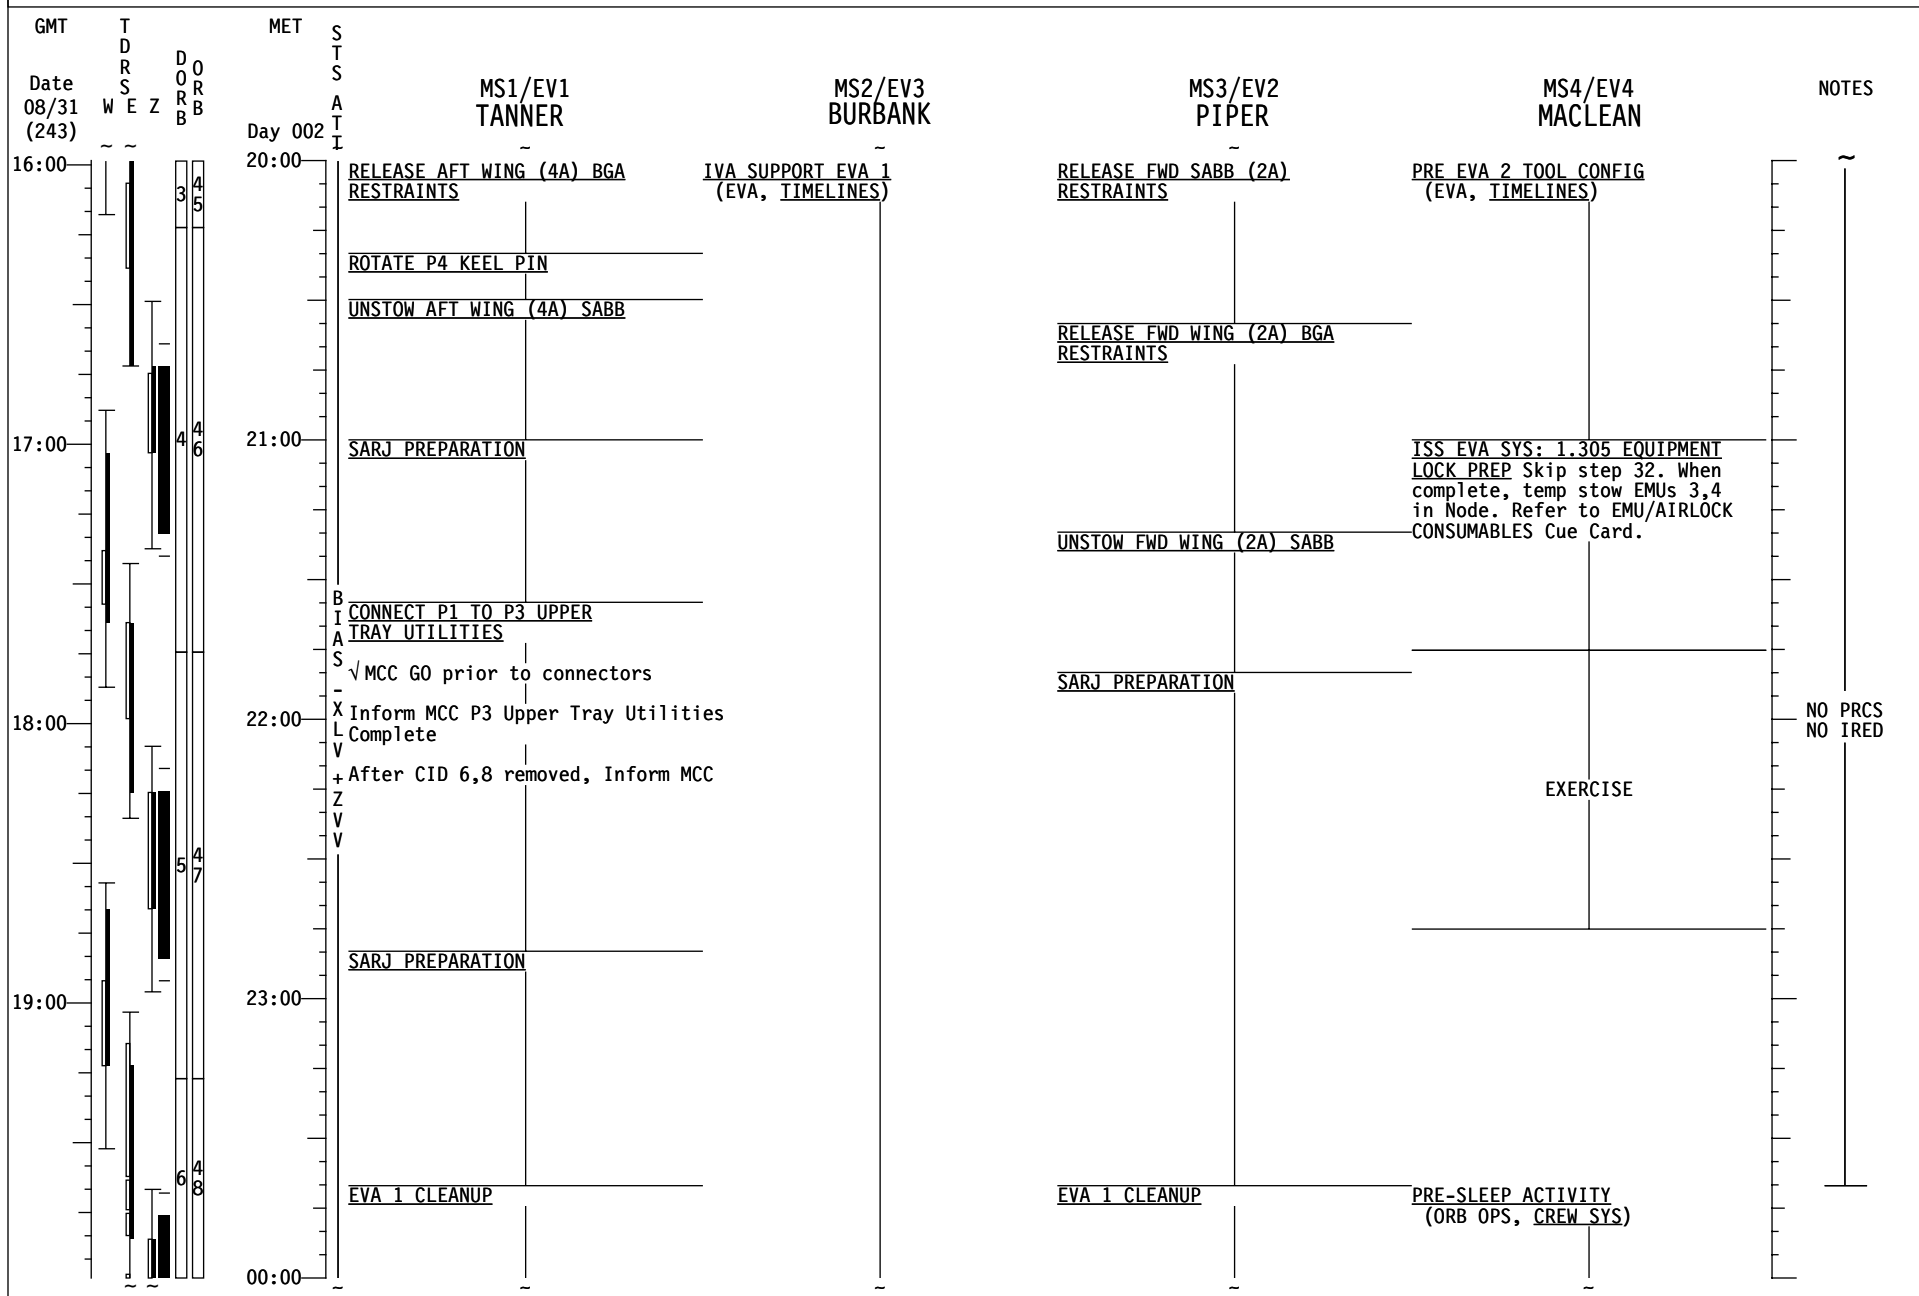 GMT
TDRS
MET
STS ATT
DORB
ORB
Date
08/31
(243)
W E Z
Day 002
MS1/EV1
TANNER
MS2/EV3
BURBANK
MS3/EV2
PIPER
MS4/EV4
MACLEAN
NOTES
~ ~
~ ~ ~ ~ ~
16:00
20:00
3
45
RELEASE AFT WING (4A) BGA
RESTRAINTS
IVA SUPPORT EVA 1
(EVA, TIMELINES)
RELEASE FWD SABB (2A)
RESTRAINTS
PRE EVA 2 TOOL CONFIG
(EVA, TIMELINES)
ROTATE P4 KEEL PIN
UNSTOW AFT WING (4A) SABB
RELEASE FWD WING (2A) BGA
RESTRAINTS
17:00
4
46
21:00
SARJ PREPARATION
ISS EVA SYS: 1.305 EQUIPMENT
LOCK PREP Skip step 32. When
complete, temp stow EMUs 3,4
in Node. Refer to EMU/AIRLOCK
CONSUMABLES Cue Card.
UNSTOW FWD WING (2A) SABB
BIAS -XLV +ZVV
CONNECT P1 TO P3 UPPER
TRAY UTILITIES
√MCC GO prior to connectors
SARJ PREPARATION
Inform MCC P3 Upper Tray Utilities
Complete
18:00
22:00
NO PRCS
NO IRED
After CID 6,8 removed, Inform MCC
EXERCISE
5
47
SARJ PREPARATION
19:00
23:00
6
48
EVA 1 CLEANUP
EVA 1 CLEANUP
PRE-SLEEP ACTIVITY
(ORB OPS, CREW SYS)
00:00
~ ~ ~ ~ ~ ~ ~